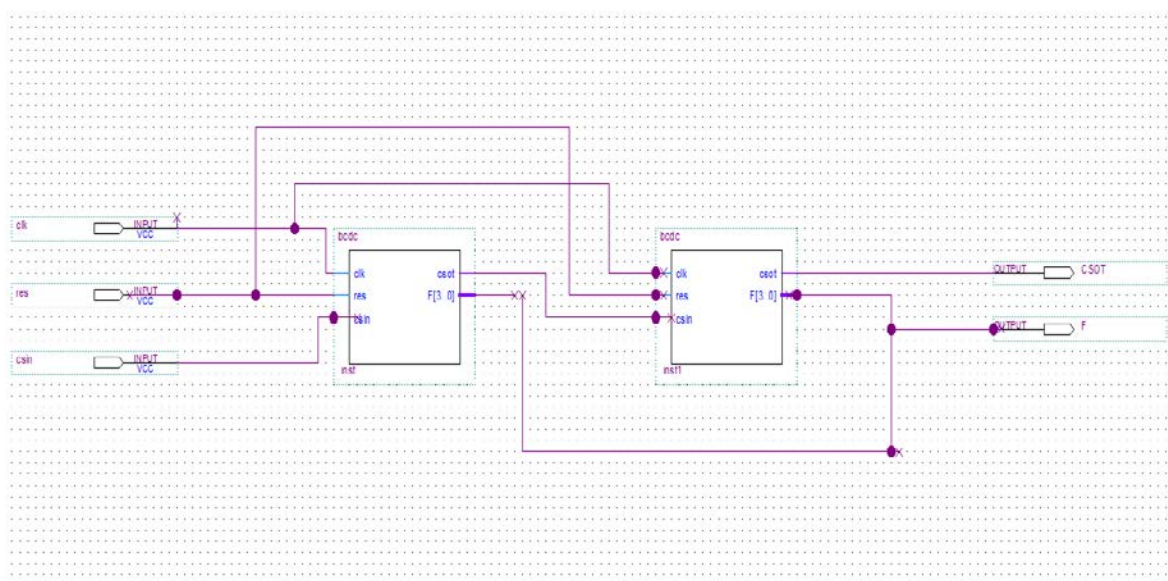 clk INPUT
VCC
res INPUT
VCC
csin INPUT
VCC
bcdc
clk csot
res F[3 0]
csin
inst
bcdc
clk csot
res F[3 0]
csin
inst1
OUTPUT CSOT
OUTPUT F